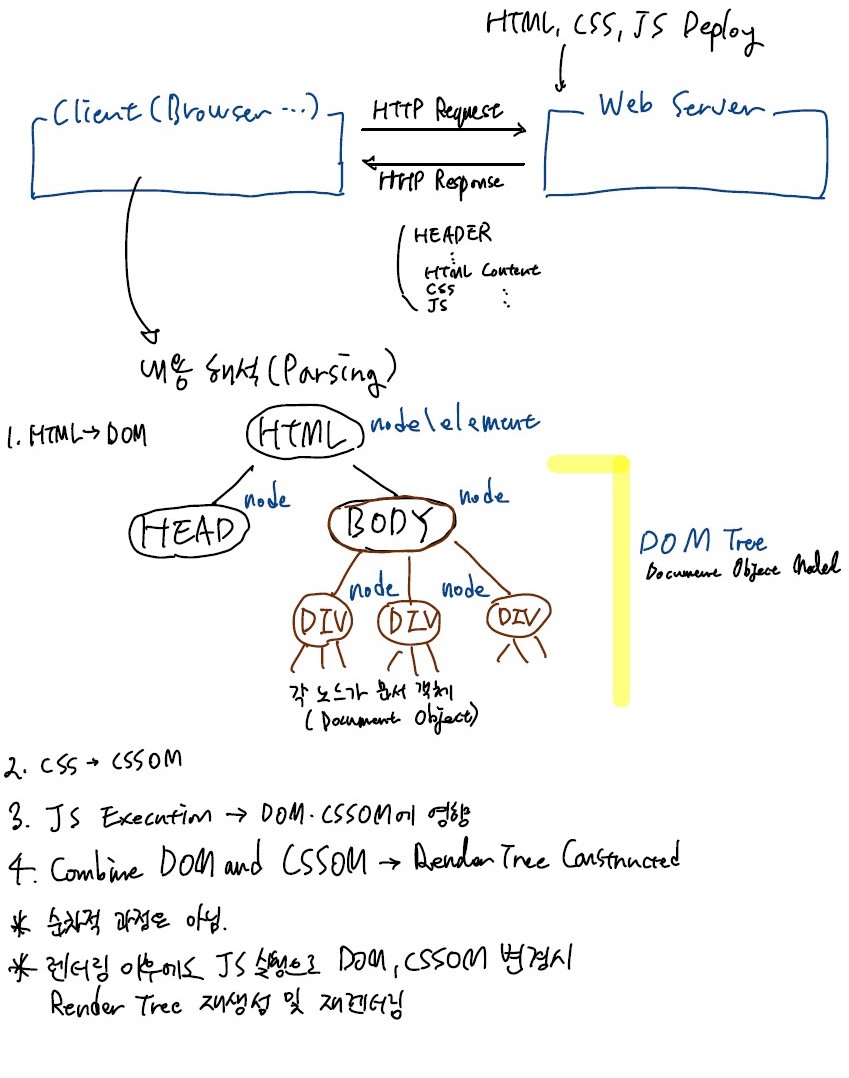 HTML, CSS, JS Deploy
Client (Browser ...)
HTTP Request
Web Server
HTTP Response
HEADER
⋮
HTML Content
CSS
JS ⋮
내용 해석 (Parsing)
1. HTML → DOM
HTML
node\element
HEAD
node
BODY
node
DOM Tree
Document Object Model
node
node
DIV
DIV
DIV
각 노드가 문서 객체
(Document Object)
2. CSS → CSSOM
3. JS Execution → DOM·CSSOM에 영향
4. Combine DOM and CSSOM → Render Tree Constructed
* 순차적 과정은 아님.
* 렌더링 이후에도 JS 실행으로 DOM, CSSOM 변경시
Render Tree 재생성 및 재렌더링